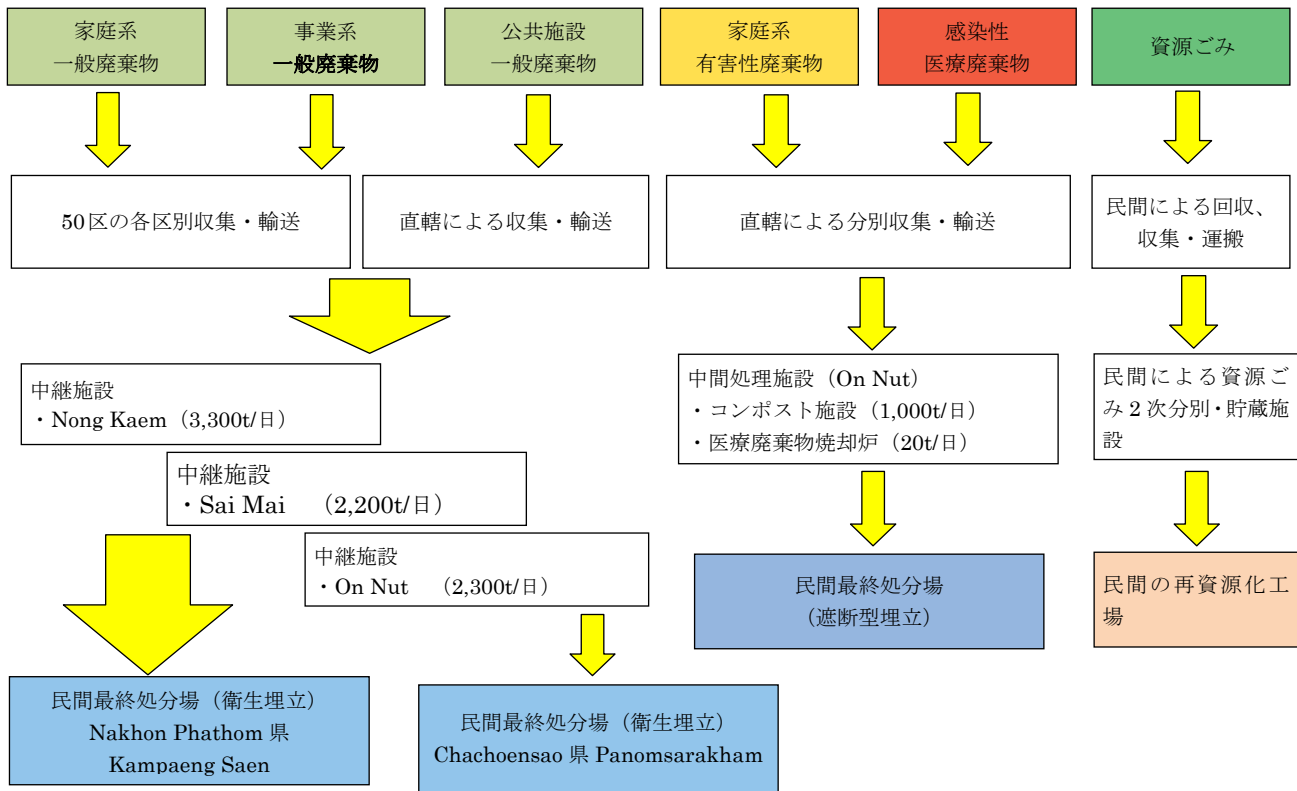 家庭系
一般廃棄物
事業系
一般廃棄物
公共施設
一般廃棄物
家庭系
有害性廃棄物
感染性
医療廃棄物
資源ごみ
50区の各区別収集・輸送
直轄による収集・輸送
直轄による分別収集・輸送
民間による回収、
収集・運搬
中継施設
・Nong Kaem（3,300t/日）
中継施設
・Sai Mai　（2,200t/日）
中継施設
・On Nut　（2,300t/日）
中間処理施設（On Nut）
・コンポスト施設（1,000t/日）
・医療廃棄物焼却炉（20t/日）
民間による資源ご
み2次分別・貯蔵施
設
民間最終処分場
（遮断型埋立）
民間の再資源化工
場
民間最終処分場（衛生埋立）
Nakhon Phathom 県
Kampaeng Saen
民間最終処分場（衛生埋立）
Chachoensao 県 Panomsarakham